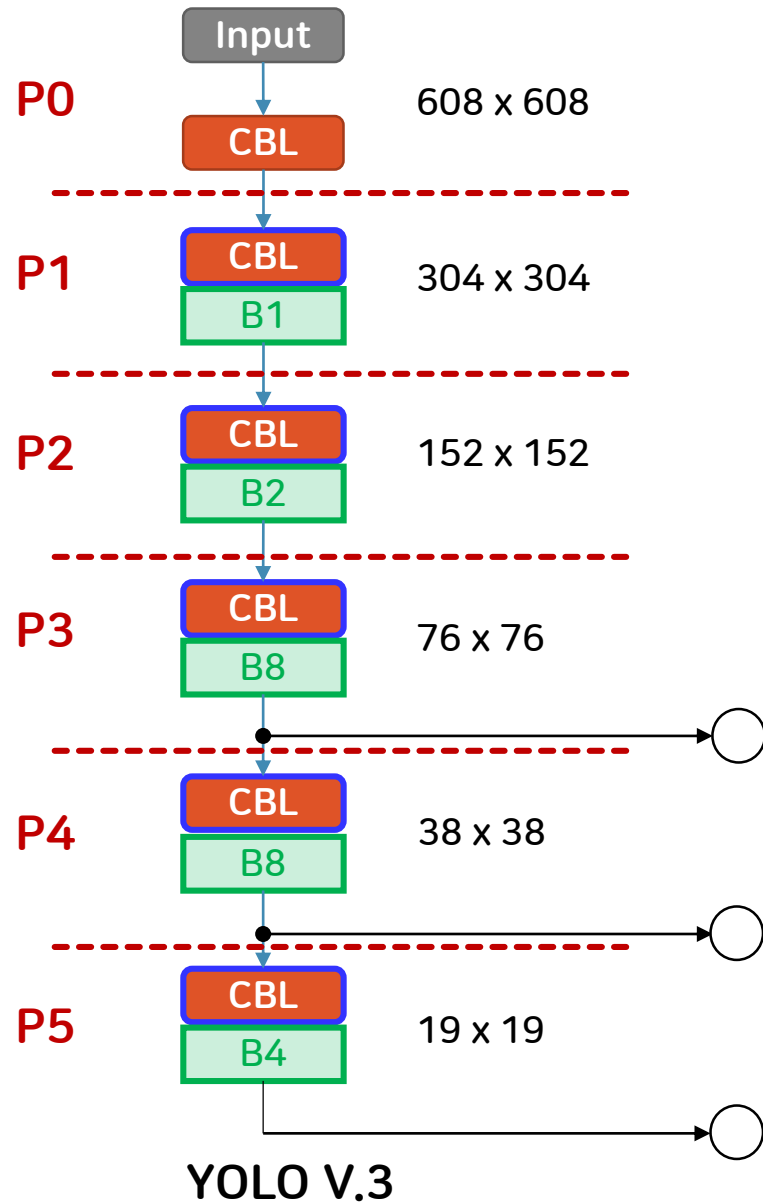 Input
P0
608 x 608
CBL
CBL
P1
304 x 304
B1
CBL
P2
152 x 152
B2
CBL
P3
76 x 76
B8
CBL
P4
38 x 38
B8
CBL
P5
19 x 19
B4
YOLO V.3